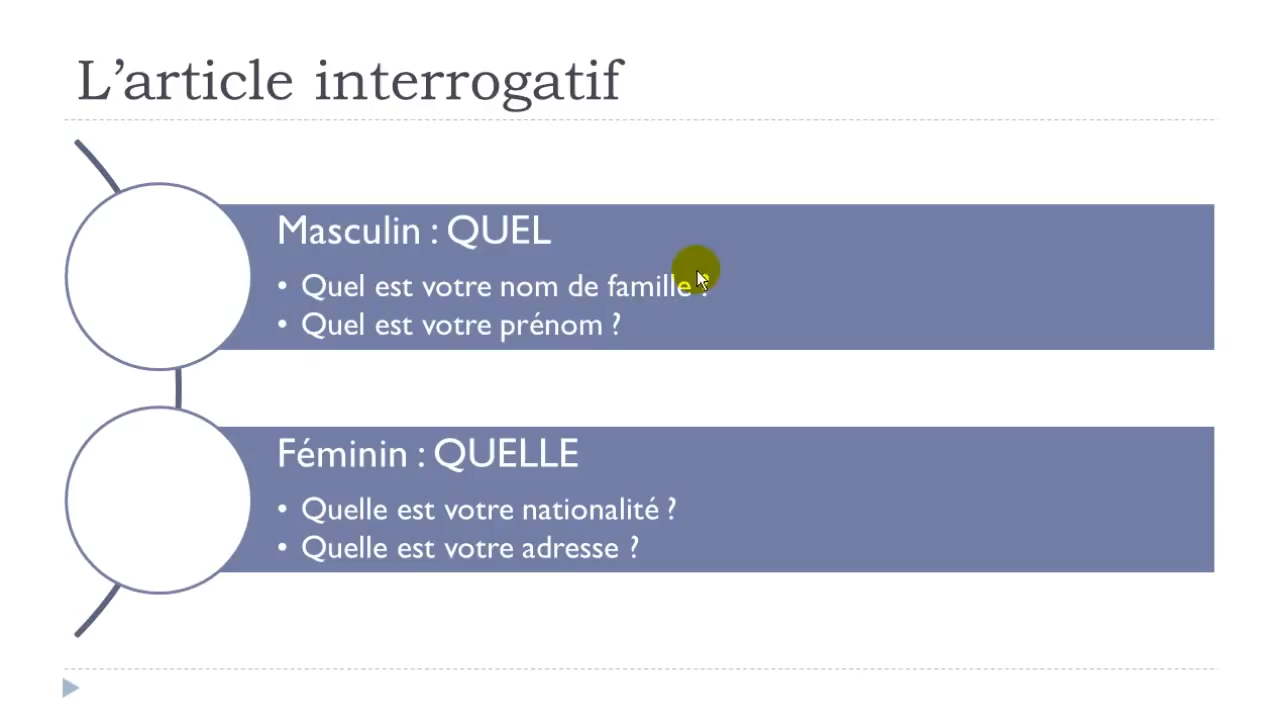 L’article interrogatif
Masculin : QUEL
• Quel est votre nom de famille ?
• Quel est votre prénom ?
Féminin : QUELLE
• Quelle est votre nationalité ?
• Quelle est votre adresse ?